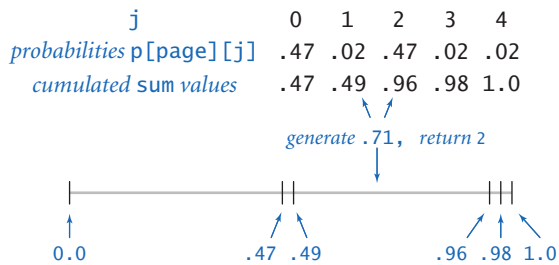 j 0 1 2 3 4
probabilities p[page][j] .47 .02 .47 .02 .02
cumulated sum values .47 .49 .96 .98 1.0
generate .71, return 2
0.0 .47 .49 .96 .98 1.0